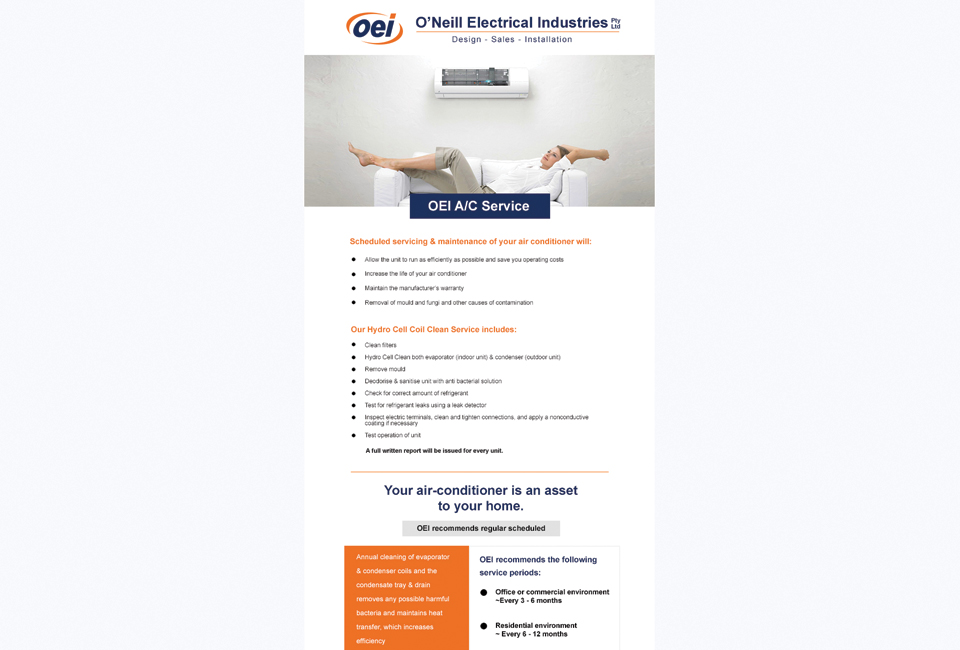 oei
O'Neill Electrical Industries Pty Ltd
Design - Sales - Installation
OEI A/C Service
Scheduled servicing & maintenance of your air conditioner will:
Allow the unit to run as efficiently as possible and save you operating costs
Increase the life of your air conditioner
Maintain the manufacturer's warranty
Removal of mould and fungi and other causes of contamination
Our Hydro Cell Coil Clean Service includes:
Clean filters
Hydro Cell Clean both evaporator (indoor unit) & condenser (outdoor unit)
Remove mould
Deodorise & sanitise unit with anti bacterial solution
Check for correct amount of refrigerant
Test for refrigerant leaks using a leak detector
Inspect electric terminals, clean and tighten connections, and apply a nonconductive
coating if necessary
Test operation of unit
A full written report will be issued for every unit.
Your air-conditioner is an asset
to your home.
OEI recommends regular scheduled
Annual cleaning of evaporator
& condenser coils and the
condensate tray & drain
removes any possible harmful
bacteria and maintains heat
transfer, which increases
efficiency
OEI recommends the following
service periods:
Office or commercial environment
~Every 3 - 6 months
Residential environment
~ Every 6 - 12 months